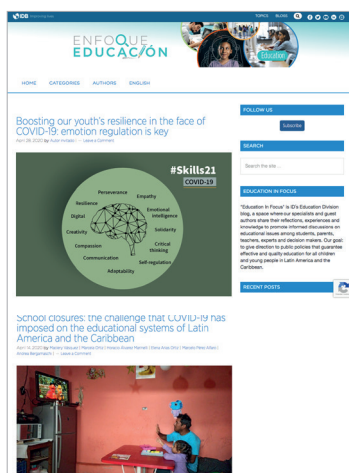 IDB
TOPICS BLOGS
ENFOQUE
EDUCACIÓN
Education
HOME CATEGORIES AUTHORS ENGLISH
Boosting our youth's resilience in the face of
COVID-19: emotion regulation is key
by
Leave a Comment
#Skills21
COVID-19
Perseverance
Empathy
Resilience
Emotional
intelligence
Digital
Creativity
Solidarity
Critical
thinking
Compassion
Communication
Self-regulation
Adaptability
School closures: the challenge that COVID-19 has
imposed on the educational systems of Latin
America and the Caribbean
Leave a Comment
FOLLOW US
Subscribe
SEARCH
Search the site ...
EDUCATION IN FOCUS
"Education In Focus" is IDB's Education Division
blog, a space where our specialists and guest
authors share their reflections, experiences and
knowledge to promote informed discussions on
educational issues among students, parents,
teachers, experts and decision makers. Our goal:
to give direction to public policies that guarantee
effective and quality education for all children
and young people in Latin America and the
Caribbean.
RECENT POSTS